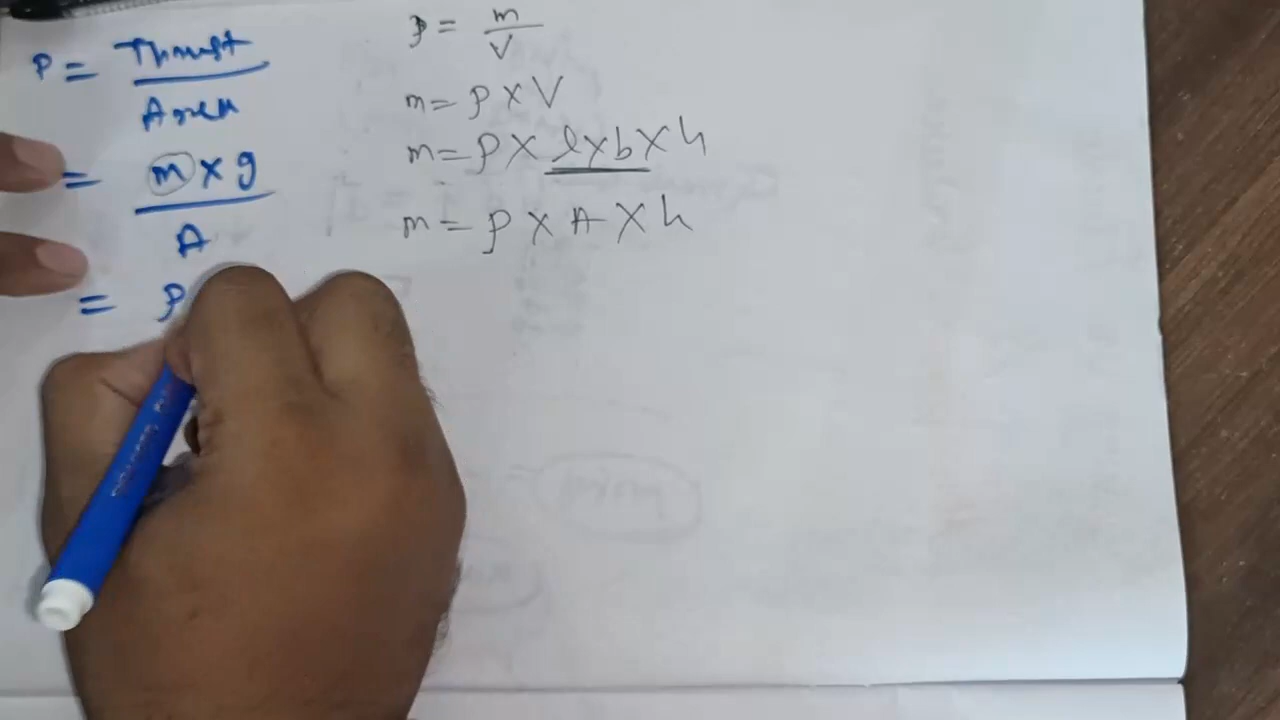 P = Thrust
Area
= m x g
A
= ρ
ρ = m
V
m = ρ x V
m = ρ x l x b x h
m = ρ x A x h